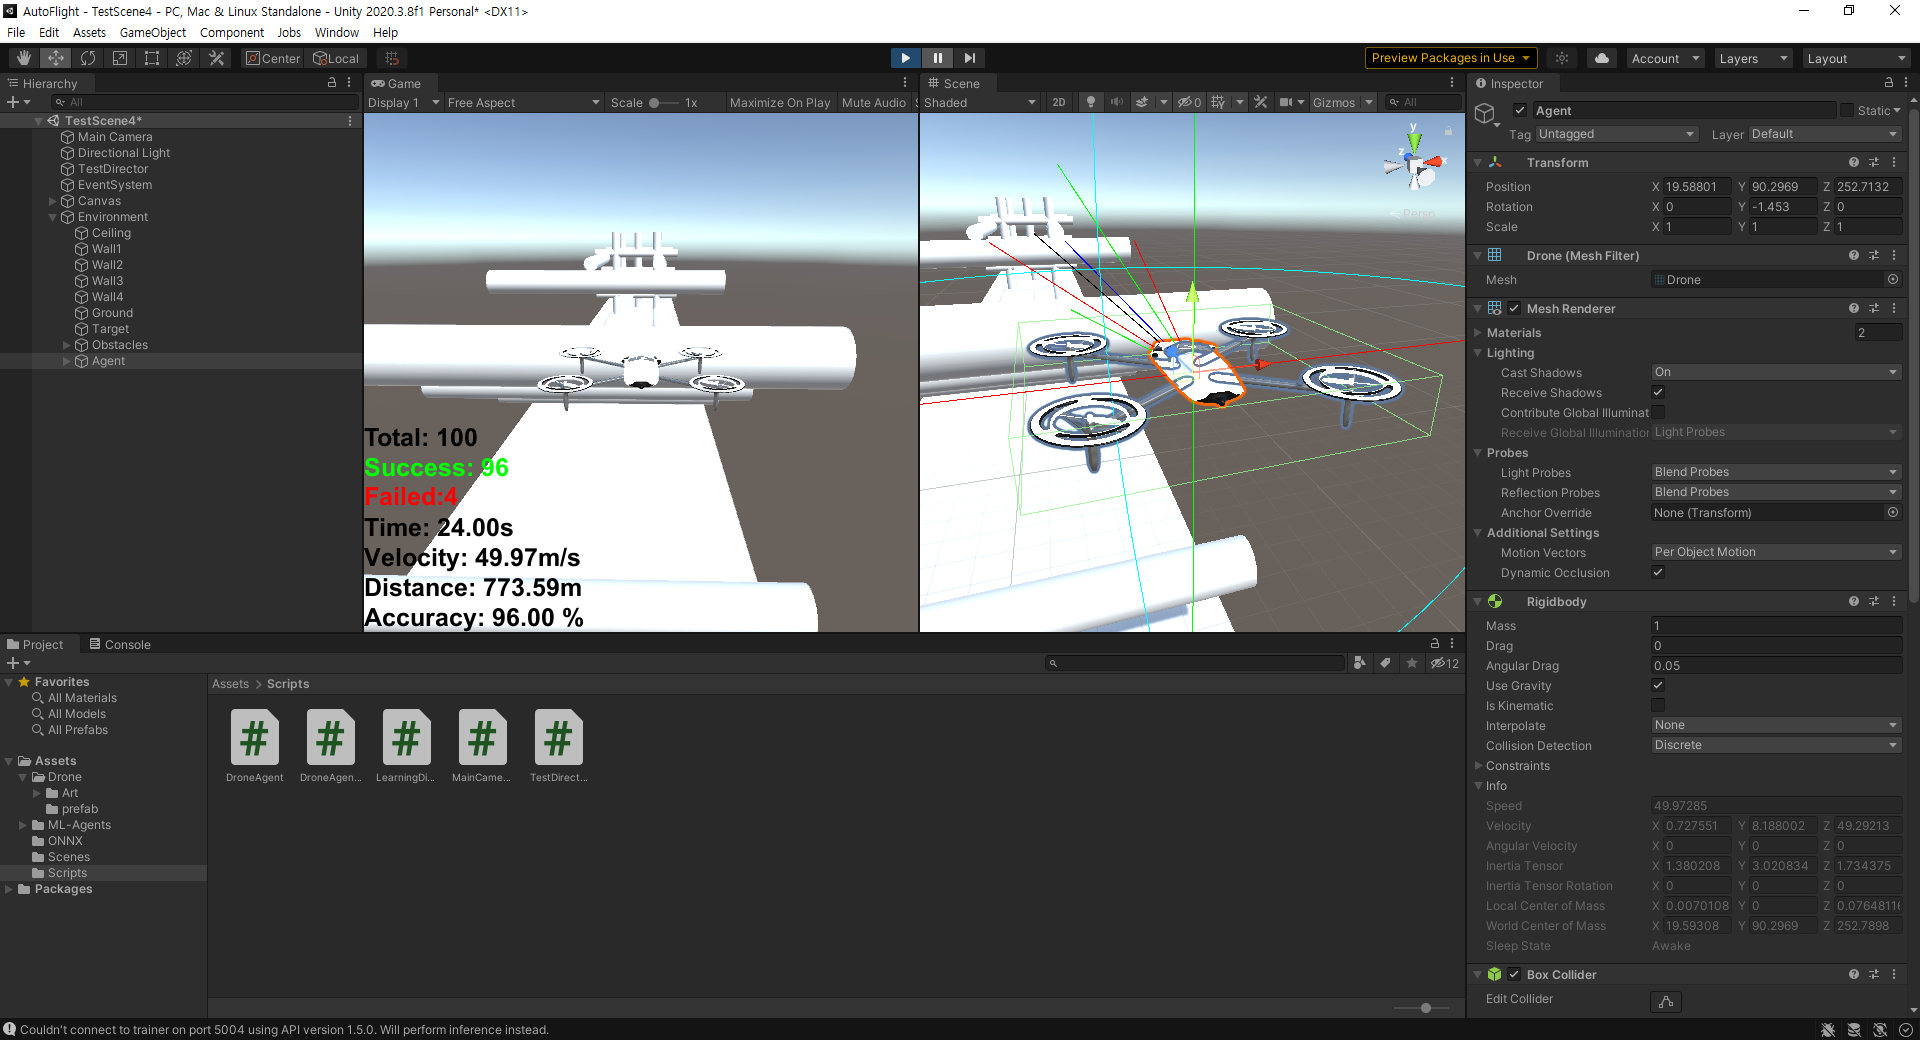 AutoFlight - TestScene4 - PC, Mac & Linux Standalone - Unity 2020.3.8f1 Personal* <DX11>
File Edit Assets GameObject Component Jobs Window Help
Center Local Preview Packages in Use Account Layers Layout
Hierarchy
All
TestScene4*
Main Camera
Directional Light
TestDirector
EventSystem
Canvas
Environment
Ceiling
Wall1
Wall2
Wall3
Wall4
Ground
Target
Obstacles
Agent
Game
Display 1 Free Aspect Scale 1x Maximize On Play Mute Audio S
Total: 100
Success: 96
Failed:4
Time: 24.00s
Velocity: 49.97m/s
Distance: 773.59m
Accuracy: 96.00 %
Scene
Shaded 2D 0 Gizmos All
y
z
x
Persp
Inspector
Agent Static
Tag Untagged Layer Default
Transform
Position X 19.58801 Y 90.2969 Z 252.7132
Rotation X 0 Y -1.453 Z 0
Scale X 1 Y 1 Z 1
Drone (Mesh Filter)
Mesh Drone
Mesh Renderer
Materials 2
Lighting
Cast Shadows On
Receive Shadows
Contribute Global Illuminat
Receive Global Illumination Light Probes
Probes
Light Probes Blend Probes
Reflection Probes Blend Probes
Anchor Override None (Transform)
Additional Settings
Motion Vectors Per Object Motion
Dynamic Occlusion
Rigidbody
Mass 1
Drag 0
Angular Drag 0.05
Use Gravity
Is Kinematic
Interpolate None
Collision Detection Discrete
Constraints
Info
Speed 49.97285
Velocity X 0.727551 Y 8.188002 Z 49.29213
Angular Velocity X 0 Y 0 Z 0
Inertia Tensor X 1.380208 Y 3.020834 Z 1.734375
Inertia Tensor Rotation X 0 Y 0 Z 0
Local Center of Mass X 0.0070108 Y 0 Z 0.0764811
World Center of Mass X 19.59308 Y 90.2969 Z 252.7898
Sleep State Awake
Box Collider
Edit Collider
Project Console
12
Favorites
All Materials
All Models
All Prefabs
Assets
Drone
Art
prefab
ML-Agents
ONNX
Scenes
Scripts
Packages
Assets > Scripts
DroneAgent DroneAgen... LearningDi... MainCame... TestDirect...
Couldn't connect to trainer on port 5004 using API version 1.5.0. Will perform inference instead.